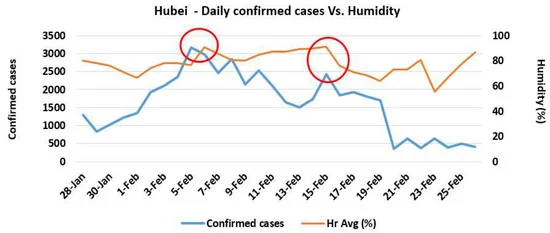 Hubei - Daily confirmed cases Vs. Humidity
3500
3000
2500
2000
1500
1000
500
0
Confirmed cases
100
80
60
40
20
0
Humidity (%)
28-Jan
30-Jan
1-Feb
3-Feb
5-Feb
7-Feb
9-Feb
11-Feb
13-Feb
15-Feb
17-Feb
19-Feb
21-Feb
23-Feb
25-Feb
Confirmed cases
Hr Avg (%)